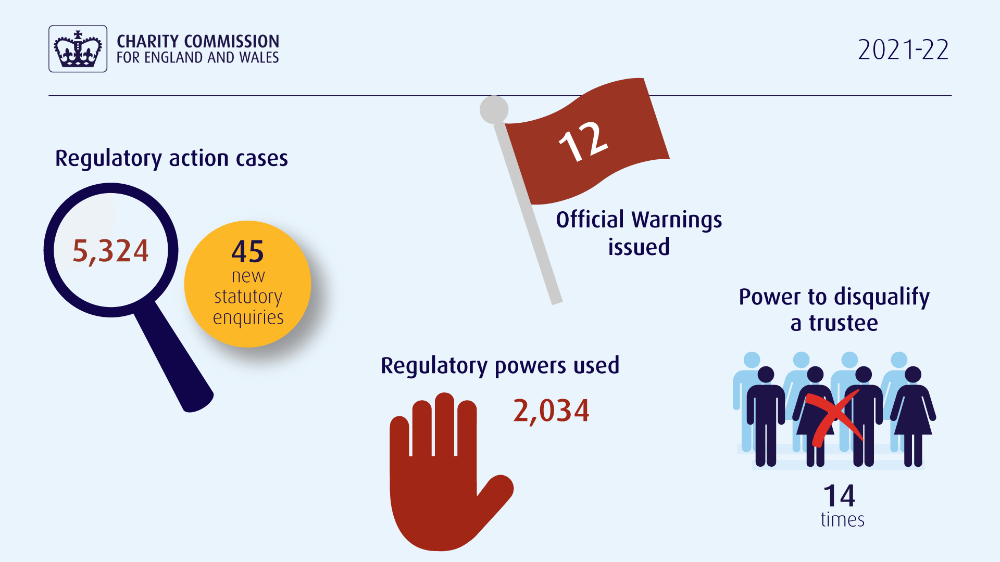 CHARITY COMMISSION
FOR ENGLAND AND WALES
2021-22
Regulatory action cases
5,324
45
new
statutory
enquiries
12
Official Warnings
issued
Regulatory powers used
2,034
Power to disqualify
a trustee
14
times